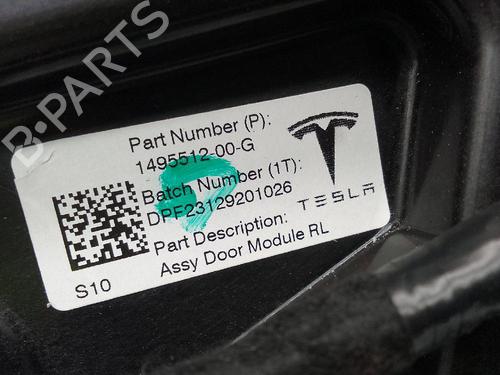 B-PARTS
Part Number (P):
1495512-00-G
Batch Number (1T):
DPF23129201026
Part Description:
Assy Door Module RL
S10
TESLA